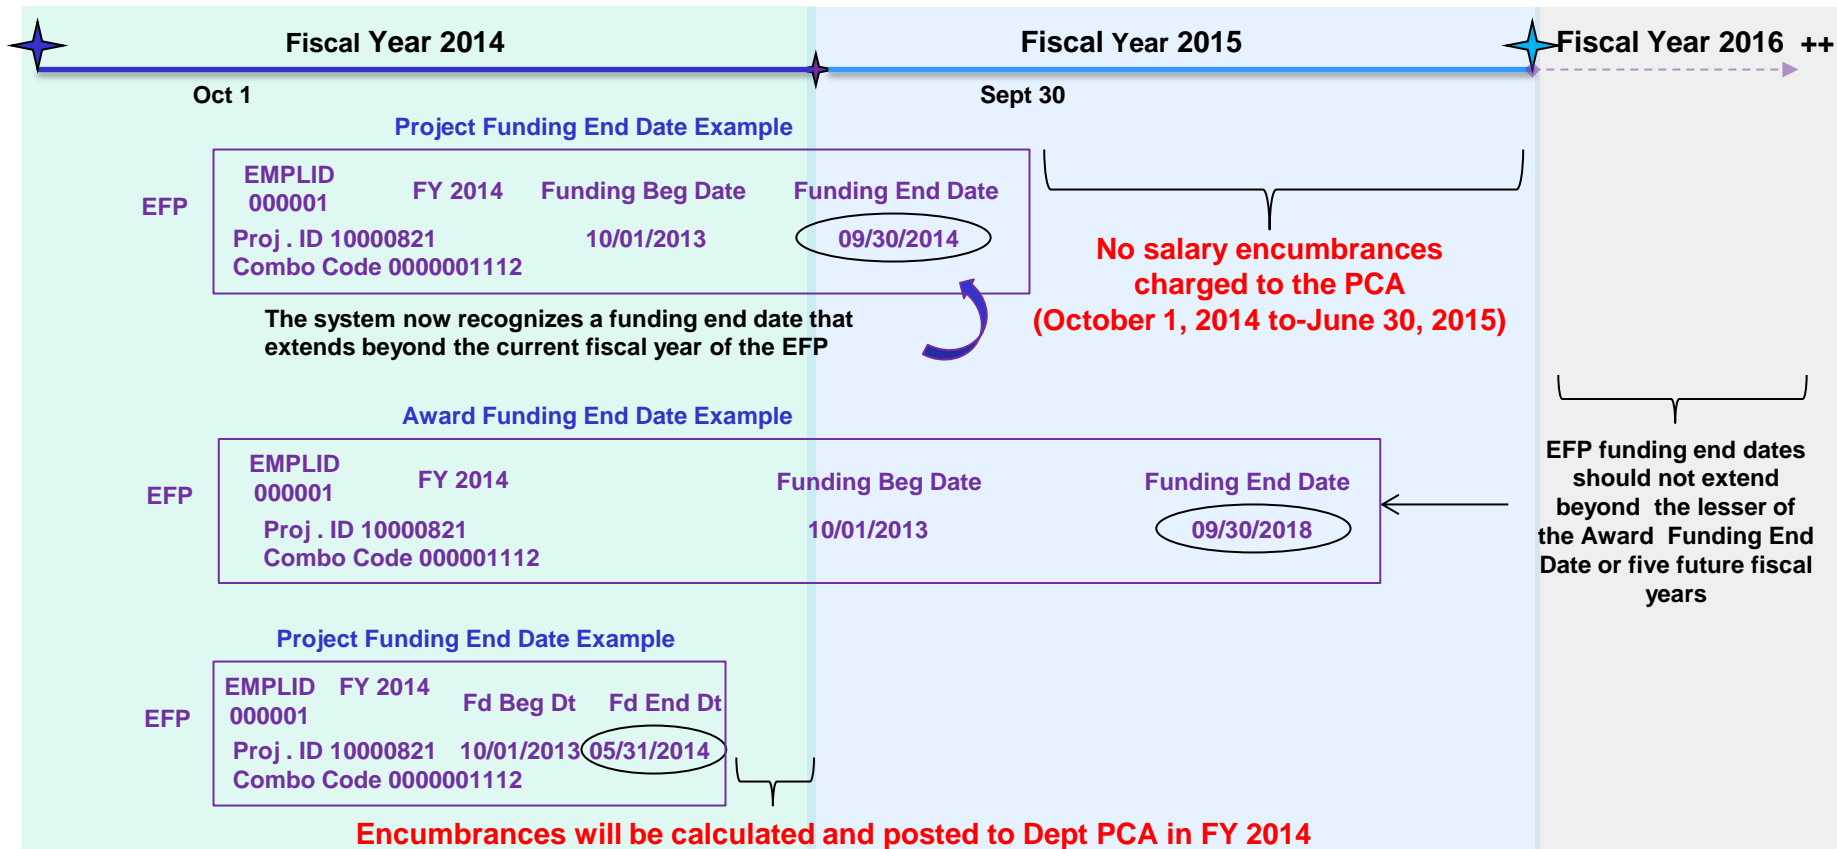 Fiscal Year 2014
Fiscal Year 2015
Fiscal Year 2016 ++
Oct 1
Sept 30
Project Funding End Date Example
EFP
EMPLID
000001
FY 2014
Funding Beg Date
Funding End Date
Proj . ID 10000821
10/01/2013
09/30/2014
Combo Code 0000001112
No salary encumbrances
charged to the PCA
(October 1, 2014 to-June 30, 2015)
The system now recognizes a funding end date that
extends beyond the current fiscal year of the EFP
Award Funding End Date Example
EFP
EMPLID
000001
FY 2014
Funding Beg Date
Funding End Date
Proj . ID 10000821
10/01/2013
09/30/2018
Combo Code 000001112
EFP funding end dates
should not extend
beyond the lesser of
the Award Funding End
Date or five future fiscal
years
Project Funding End Date Example
EFP
EMPLID
000001
FY 2014
Fd Beg Dt
Fd End Dt
Proj . ID 10000821
10/01/2013
05/31/2014
Combo Code 0000001112
Encumbrances will be calculated and posted to Dept PCA in FY 2014